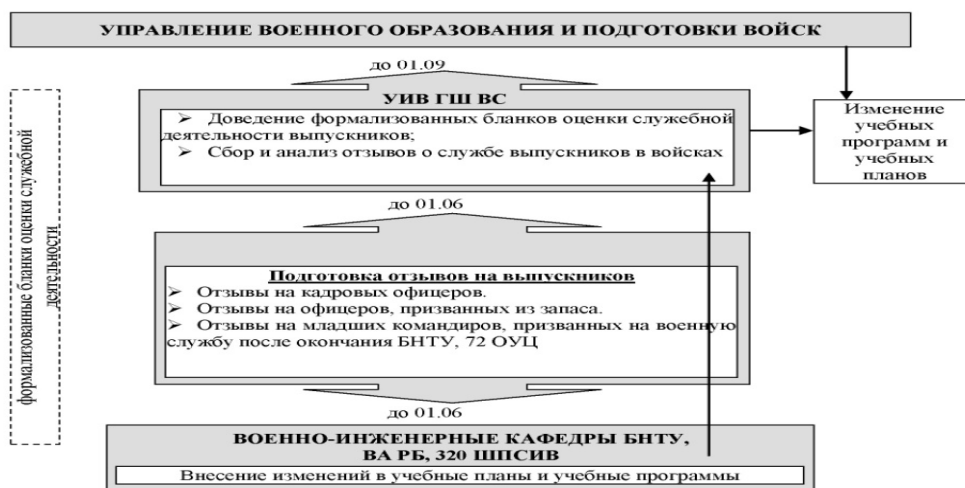 УПРАВЛЕНИЕ ВОЕННОГО ОБРАЗОВАНИЯ И ПОДГОТОВКИ ВОЙСК
до 01.09
УИВ ГШ ВС
➢ Доведение формализованных бланков оценки служебной
деятельности выпускников;
➢ Сбор и анализ отзывов о службе выпускников в войсках
Изменение
учебных
программ и
учебных
планов
формализованные бланки оценки служебной
деятельности
до 01.06
Подготовка отзывов на выпускников
➢ Отзывы на кадровых офицеров.
➢ Отзывы на офицеров, призванных из запаса.
➢ Отзывы на младших командиров, призванных на военную
службу после окончания БНТУ, 72 ОУЦ
до 01.06
ВОЕННО-ИНЖЕНЕРНЫЕ КАФЕДРЫ БНТУ,
ВА РБ, 320 ШПСИВ
Внесение изменений в учебные планы и учебные программы